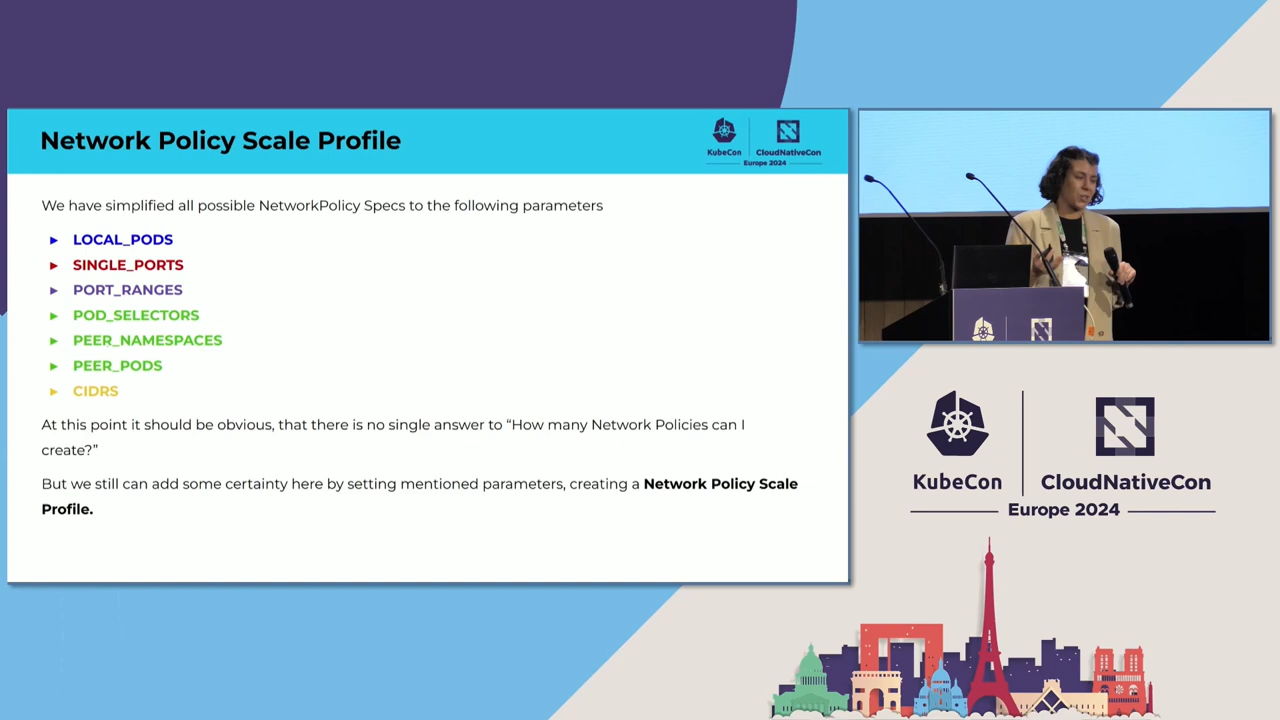 Network Policy Scale Profile
KubeCon
CloudNativeCon
Europe 2024
We have simplified all possible NetworkPolicy Specs to the following parameters
► LOCAL_PODS
► SINGLE_PORTS
► PORT_RANGES
► POD_SELECTORS
► PEER_NAMESPACES
► PEER_PODS
► CIDRS
At this point it should be obvious, that there is no single answer to “How many Network Policies can I
create?”
But we still can add some certainty here by setting mentioned parameters, creating a Network Policy Scale
Profile.
KubeCon
CloudNativeCon
Europe 2024